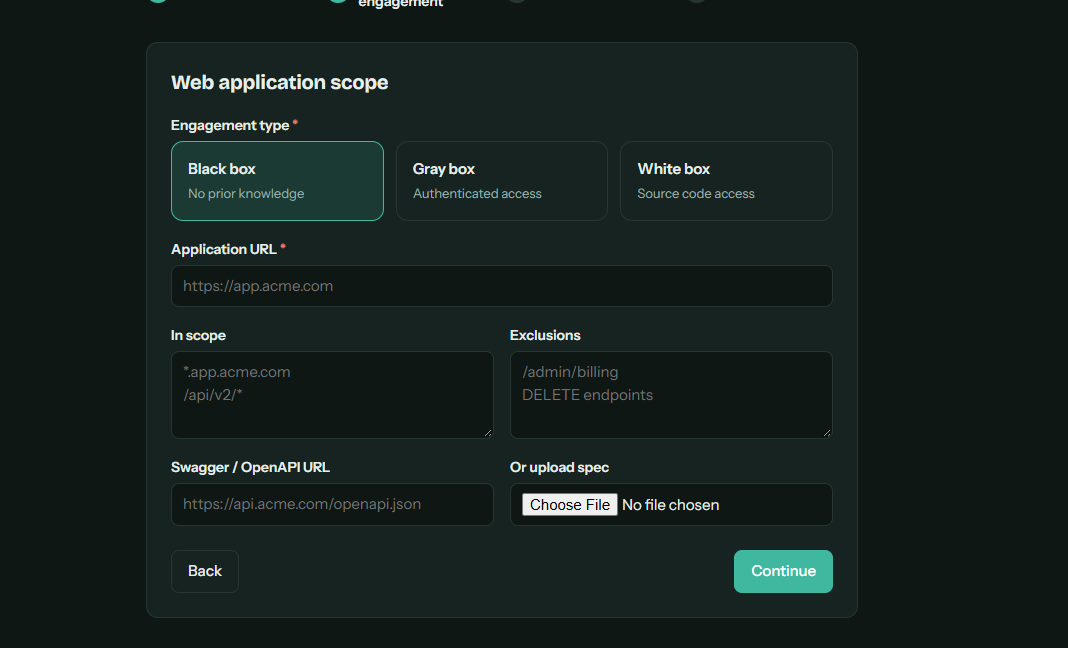 engagement
Web application scope
Engagement type *
Black box
No prior knowledge
Gray box
Authenticated access
White box
Source code access
Application URL *
https://app.acme.com
In scope
*.app.acme.com
/api/v2/*
Exclusions
/admin/billing
DELETE endpoints
Swagger / OpenAPI URL
https://api.acme.com/openapi.json
Or upload spec
Choose File No file chosen
Back
Continue